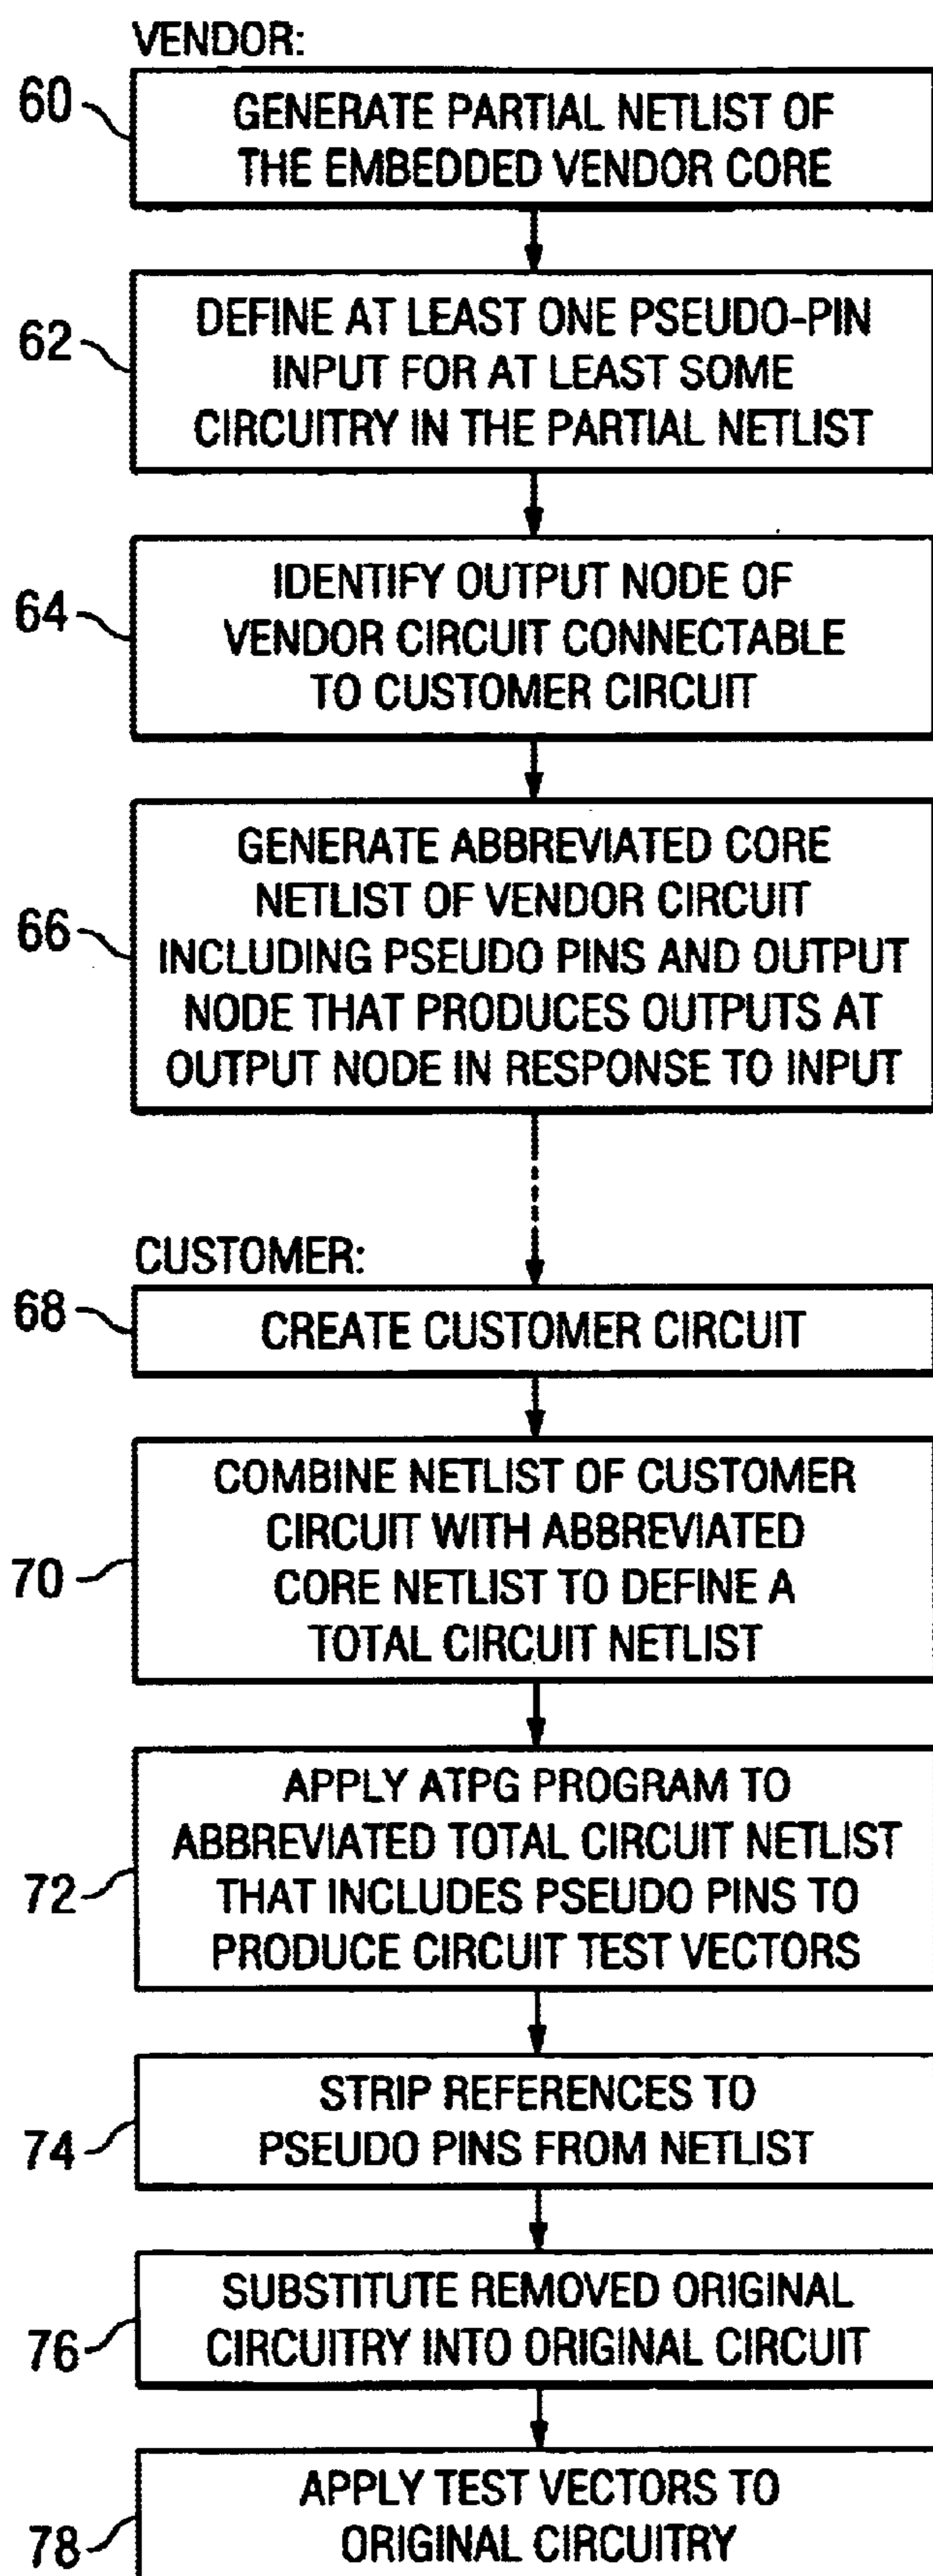 VENDOR:
60
GENERATE PARTIAL NETLIST OF
THE EMBEDDED VENDOR CORE
62
DEFINE AT LEAST ONE PSEUDO-PIN
INPUT FOR AT LEAST SOME
CIRCUITRY IN THE PARTIAL NETLIST
64
IDENTIFY OUTPUT NODE OF
VENDOR CIRCUIT CONNECTABLE
TO CUSTOMER CIRCUIT
66
GENERATE ABBREVIATED CORE
NETLIST OF VENDOR CIRCUIT
INCLUDING PSEUDO PINS AND OUTPUT
NODE THAT PRODUCES OUTPUTS AT
OUTPUT NODE IN RESPONSE TO INPUT
CUSTOMER:
68
CREATE CUSTOMER CIRCUIT
70
COMBINE NETLIST OF CUSTOMER
CIRCUIT WITH ABBREVIATED
CORE NETLIST TO DEFINE A
TOTAL CIRCUIT NETLIST
72
APPLY ATPG PROGRAM TO
ABBREVIATED TOTAL CIRCUIT NETLIST
THAT INCLUDES PSEUDO PINS TO
PRODUCE CIRCUIT TEST VECTORS
74
STRIP REFERENCES TO
PSEUDO PINS FROM NETLIST
76
SUBSTITUTE REMOVED ORIGINAL
CIRCUITRY INTO ORIGINAL CIRCUIT
78
APPLY TEST VECTORS TO
ORIGINAL CIRCUITRY